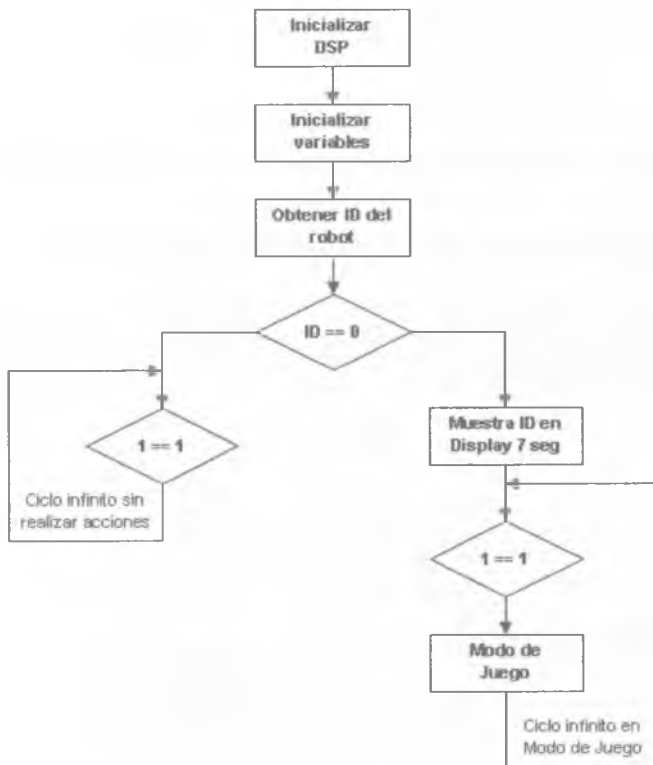 Inicializar
DSP
Inicializar
variables
Obtener ID del
robot
ID == 0
1 == 1
Ciclo infinito sin
realizar acciones
Muestra ID en
Display 7 seg
1 == 1
Modo de
Juego
Ciclo infinito en
Modo de Juego